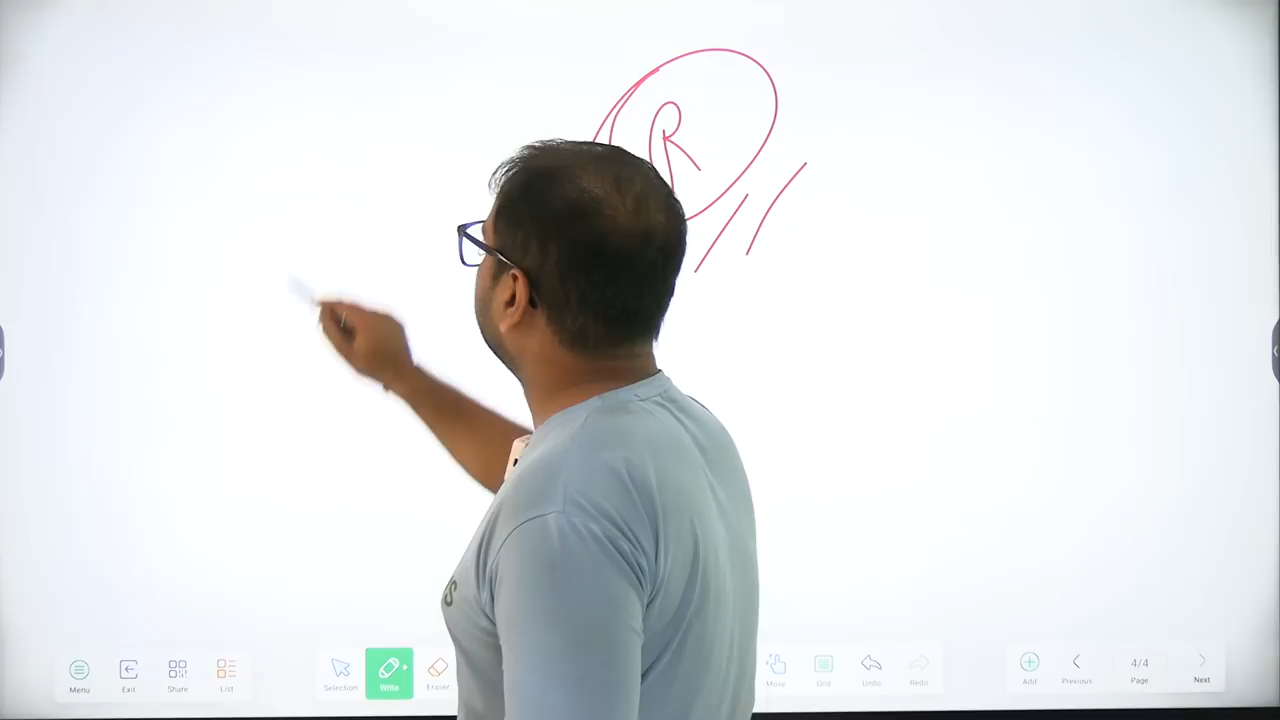 R
Menu
Exit
Share
List
Selection
Write
Eraser
Move
Grid
Undo
Redo
Add
Previous
4/4
Page
Next